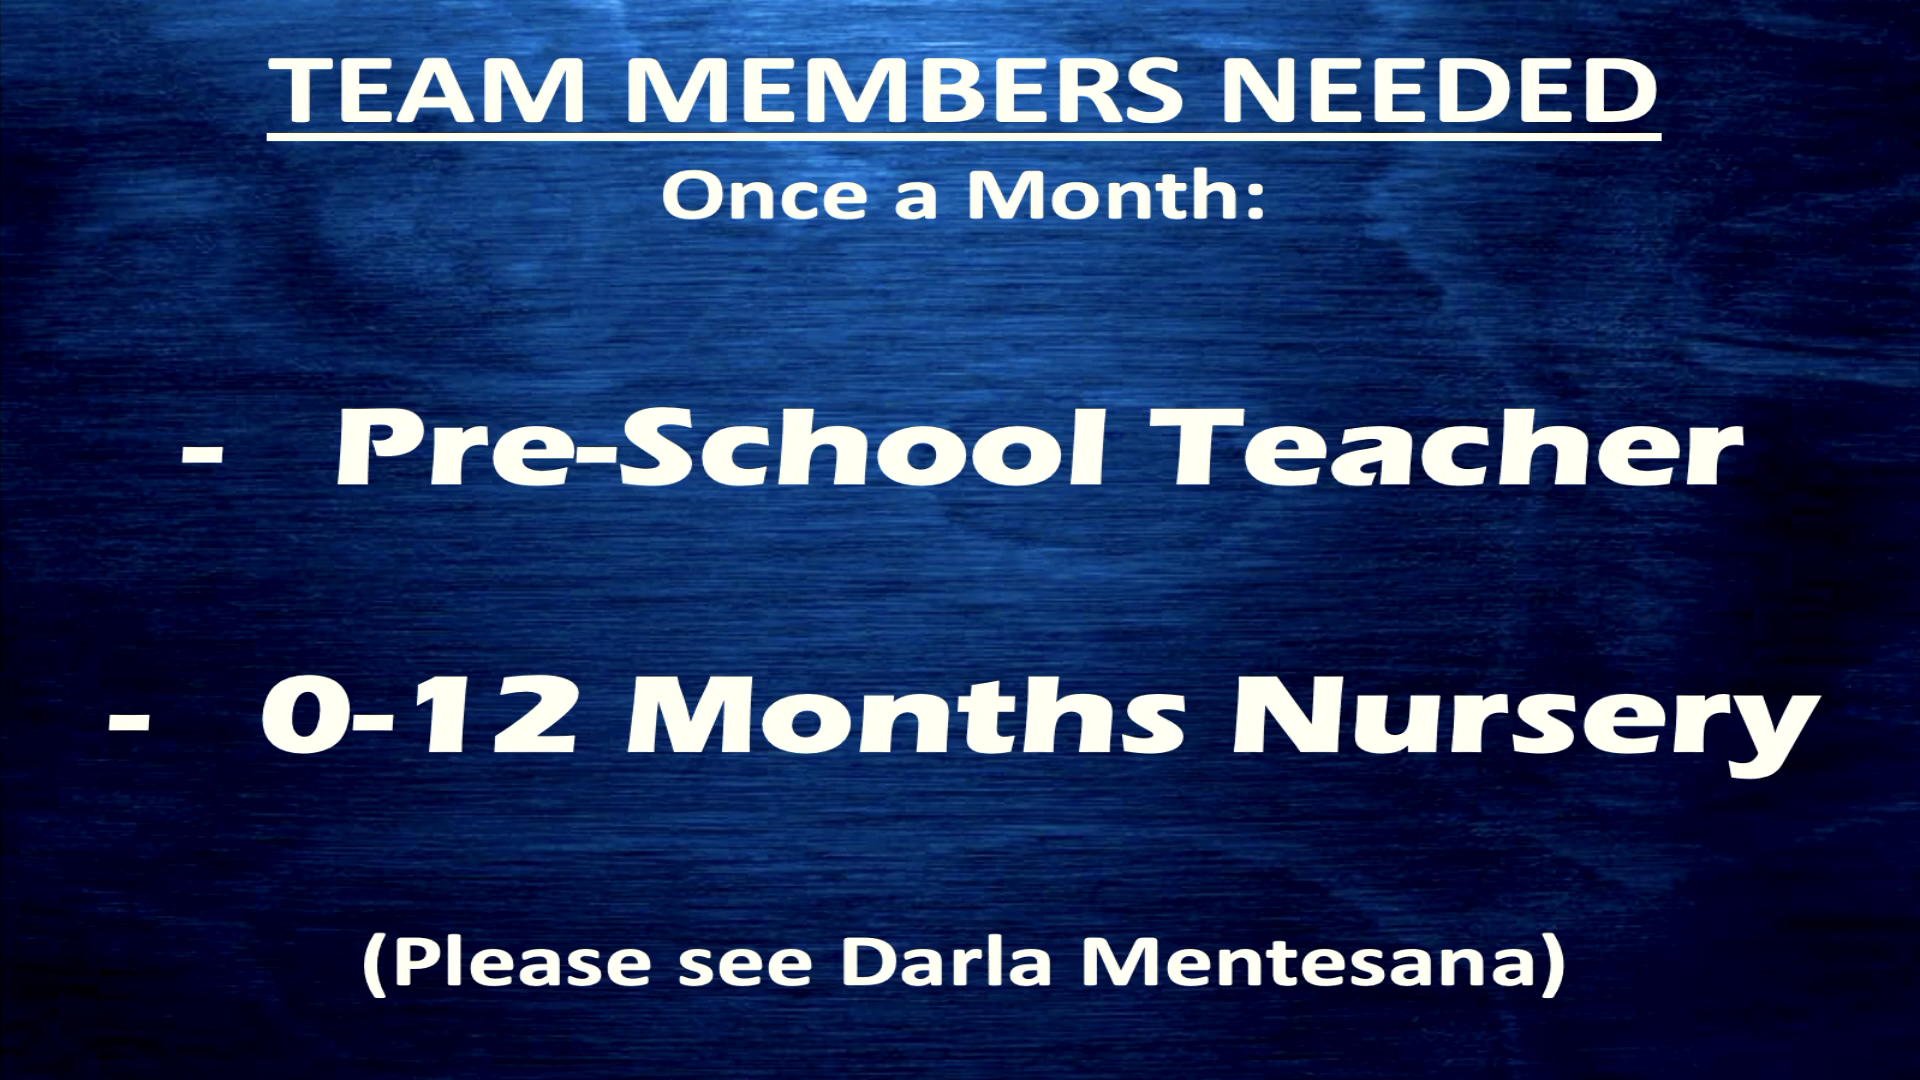 TEAM MEMBERS NEEDED
Once a Month:
- Pre-School Teacher
- 0-12 Months Nursery
(Please see Darla Mentesana)